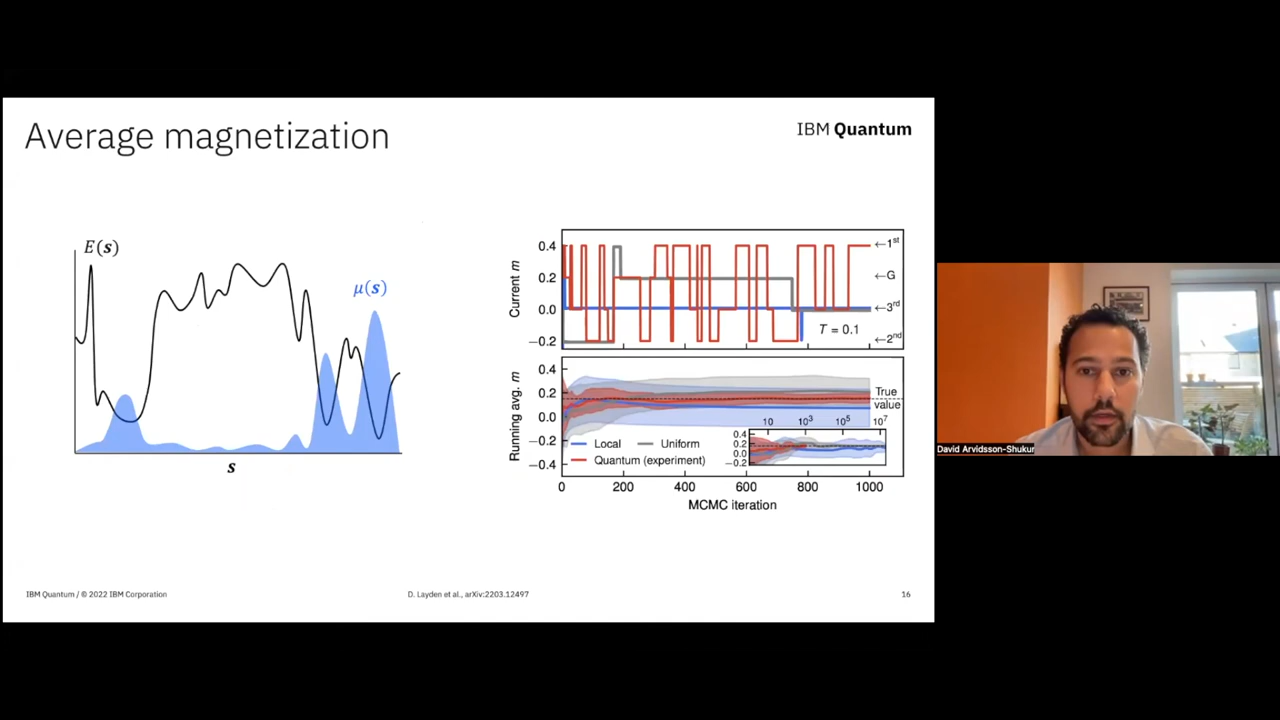 Average magnetization
IBM Quantum
E(s)
μ(s)
s
Current m
0.4
0.2
0.0
−0.2
←1st
←G
←3rd
←2nd
T = 0.1
Running avg. m
0.4
0.2
0.0
−0.2
−0.4
True
value
10 10³ 10⁵ 10⁷
0.4
0.2
0.0
−0.2
Local
Uniform
Quantum (experiment)
0 200 400 600 800 1000
MCMC iteration
David Arvidsson-Shukur
IBM Quantum / © 2022 IBM Corporation
D. Layden et al., arXiv:2203.12497
16